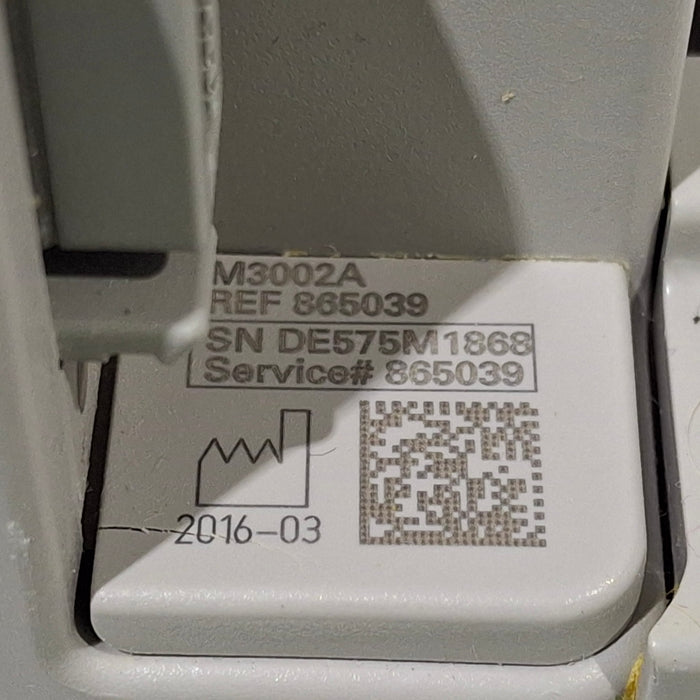 M3002A
REF 865039
SN DE575M1868
Service# 865039
2016-03